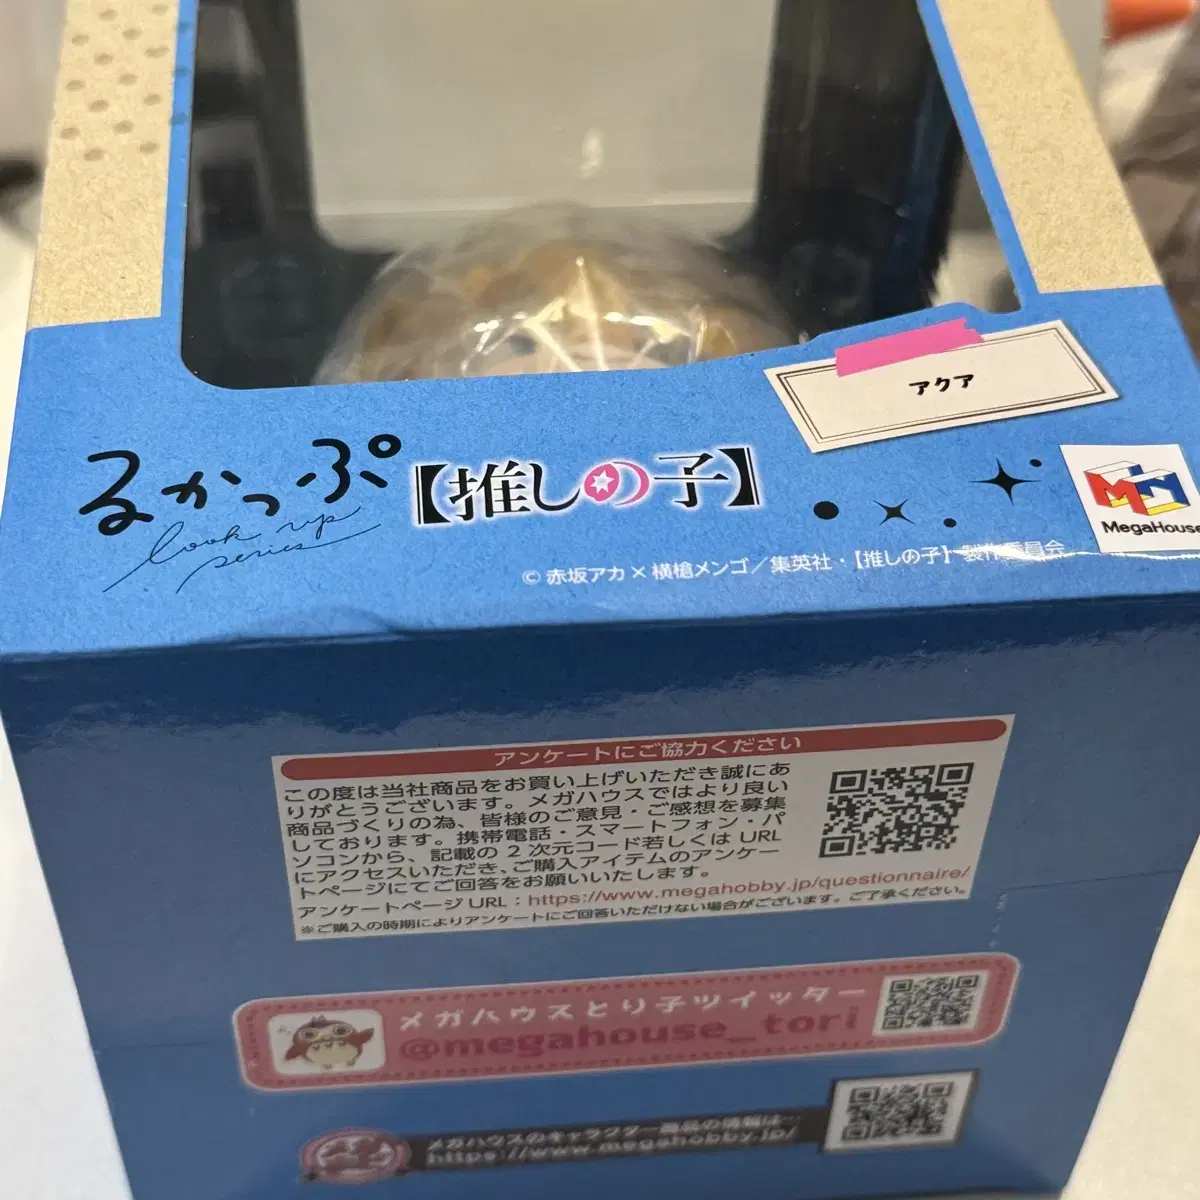 アクア
るかっぷ
look up
series
【推しの子】
MegaHouse
© 赤坂アカ×横槍メンゴ／集英社・【推しの子】製作委員会
アンケートにご協力ください
この度は当社商品をお買い上げいただき誠にあ
りがとうございます。メガハウスではより良い
商品づくりの為、皆様のご意見・ご感想を募集
しております。携帯電話・スマートフォン・パ
ソコンから、記載の2次元コード若しくはURL
にアクセスいただき、ご購入アイテムのアンケー
トページにてご回答をお願いいたします。
アンケートページURL：https://www.megahobby.jp/questionnaire/
※ご購入の時期によりアンケートにご回答いただけない場合がございます。ご了承ください。
メガハウスとり子ツイッター
@megahouse_tori
メガハウスのキャラクター商品の情報は…
https://www.megahobby.jp/